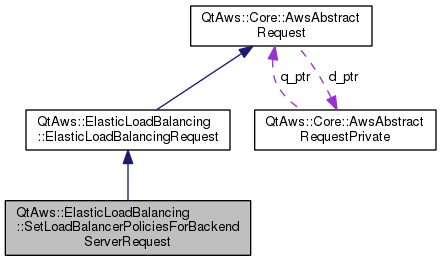 QtAws::Core::AwsAbstract
Request
q_ptr
d_ptr
QtAws::ElasticLoadBalancing
::ElasticLoadBalancingRequest
QtAws::Core::AwsAbstract
RequestPrivate
QtAws::ElasticLoadBalancing
::SetLoadBalancerPoliciesForBackend
ServerRequest